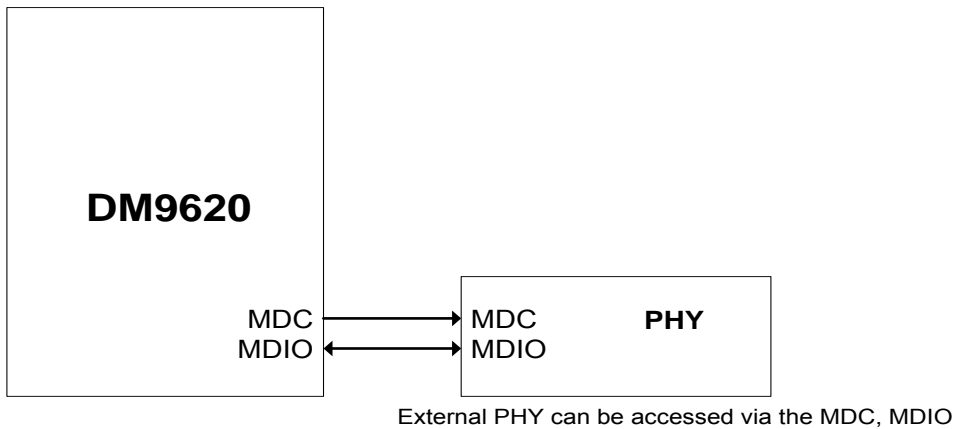 DM9620
MDC
MDIO
MDC
MDIO
PHY
External PHY can be accessed via the MDC, MDIO